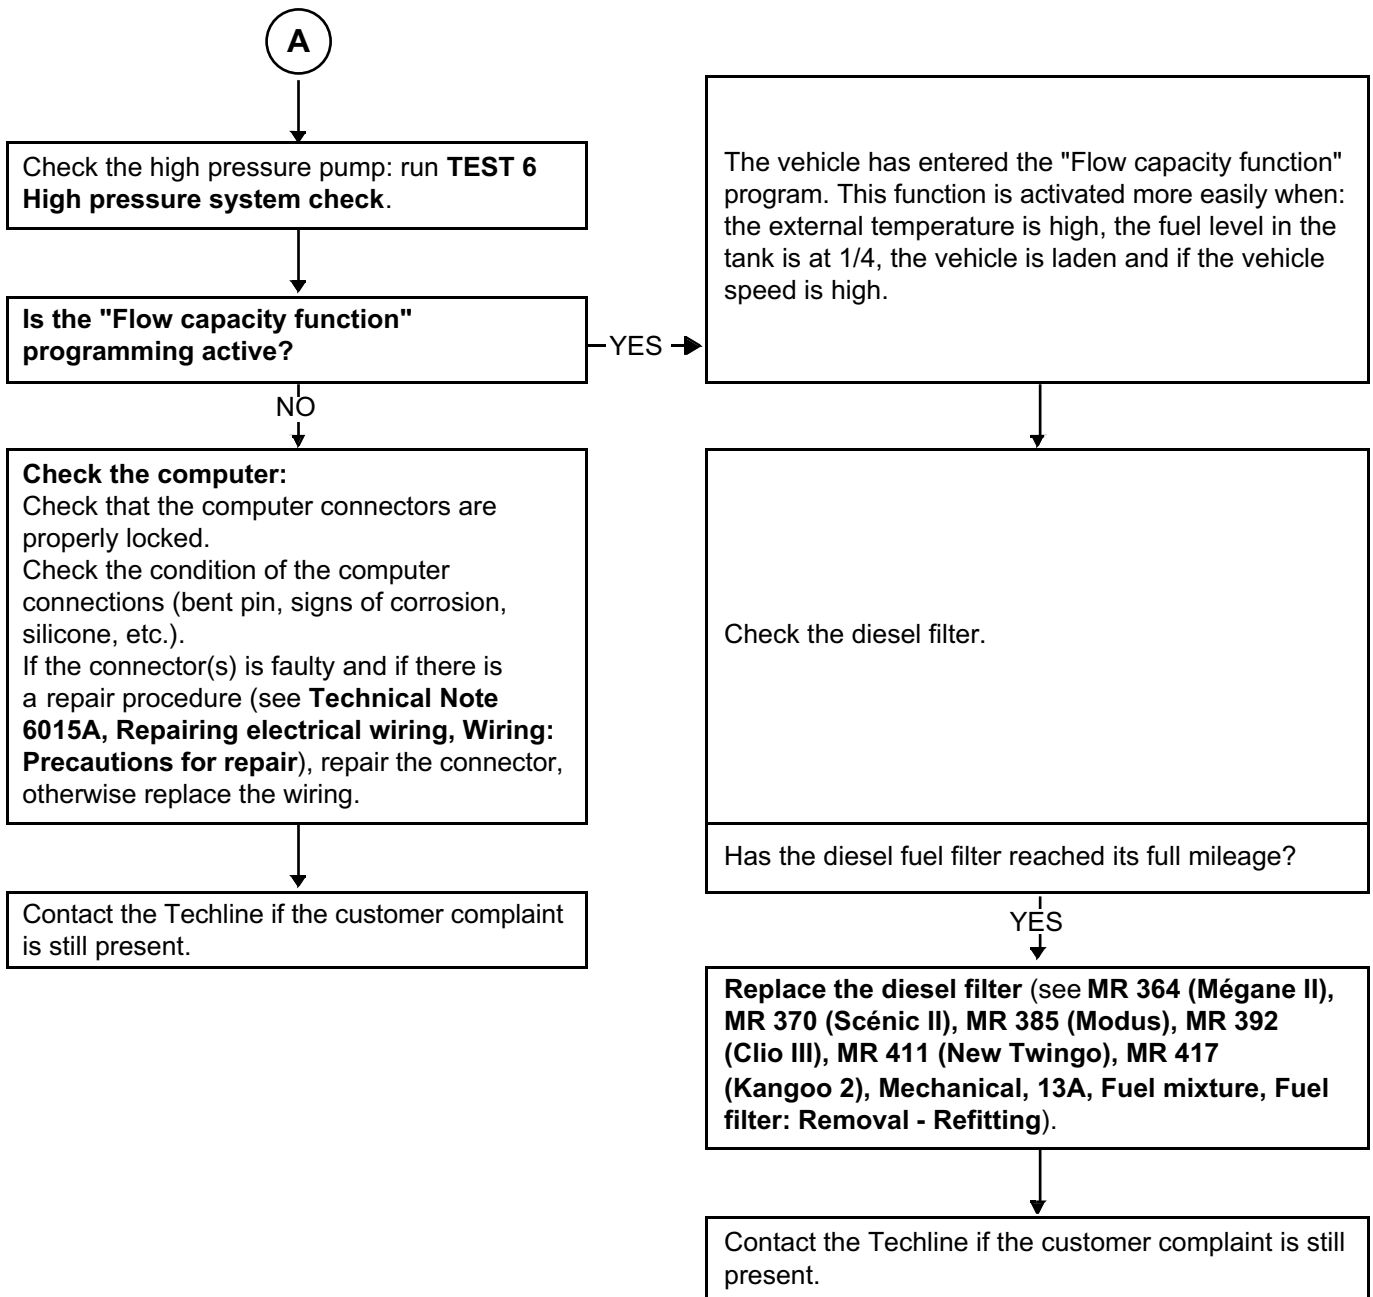 A
Check the high pressure pump: run TEST 6
High pressure system check.
Is the "Flow capacity function"
programming active?
YES
NO
Check the computer:
Check that the computer connectors are
properly locked.
Check the condition of the computer
connections (bent pin, signs of corrosion,
silicone, etc.).
If the connector(s) is faulty and if there is
a repair procedure (see Technical Note
6015A, Repairing electrical wiring, Wiring:
Precautions for repair), repair the connector,
otherwise replace the wiring.
Contact the Techline if the customer complaint
is still present.
The vehicle has entered the "Flow capacity function"
program. This function is activated more easily when:
the external temperature is high, the fuel level in the
tank is at 1/4, the vehicle is laden and if the vehicle
speed is high.
Check the diesel filter.
Has the diesel fuel filter reached its full mileage?
YES
Replace the diesel filter (see MR 364 (Mégane II),
MR 370 (Scénic II), MR 385 (Modus), MR 392
(Clio III), MR 411 (New Twingo), MR 417
(Kangoo 2), Mechanical, 13A, Fuel mixture, Fuel
filter: Removal - Refitting).
Contact the Techline if the customer complaint is still
present.